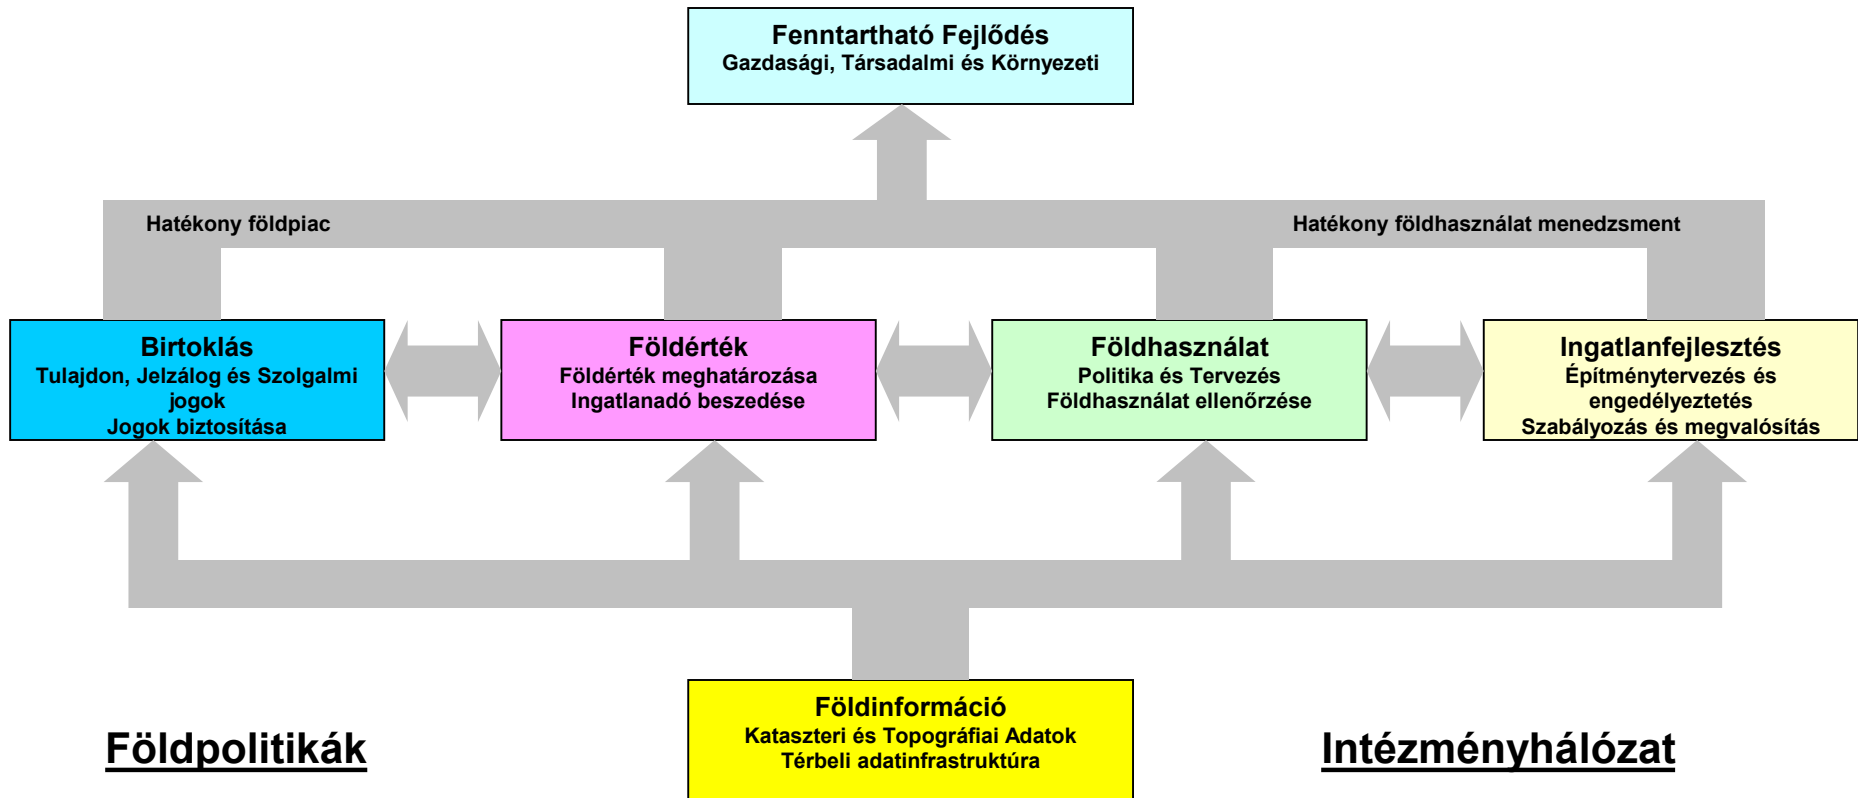 Fenntartható Fejlődés
Gazdasági, Társadalmi és Környezeti
Hatékony földpiac
Hatékony földhasználat menedzsment
Birtoklás
Tulajdon, Jelzálog és Szolgalmi
jogok
Jogok biztosítása
Földérték
Földérték meghatározása
Ingatlanadó beszedése
Földhasználat
Politika és Tervezés
Földhasználat ellenőrzése
Ingatlanfejlesztés
Építménytervezés és
engedélyeztetés
Szabályozás és megvalósítás
Földinformáció
Kataszteri és Topográfiai Adatok
Térbeli adatinfrastruktúra
Földpolitikák
Intézményhálózat